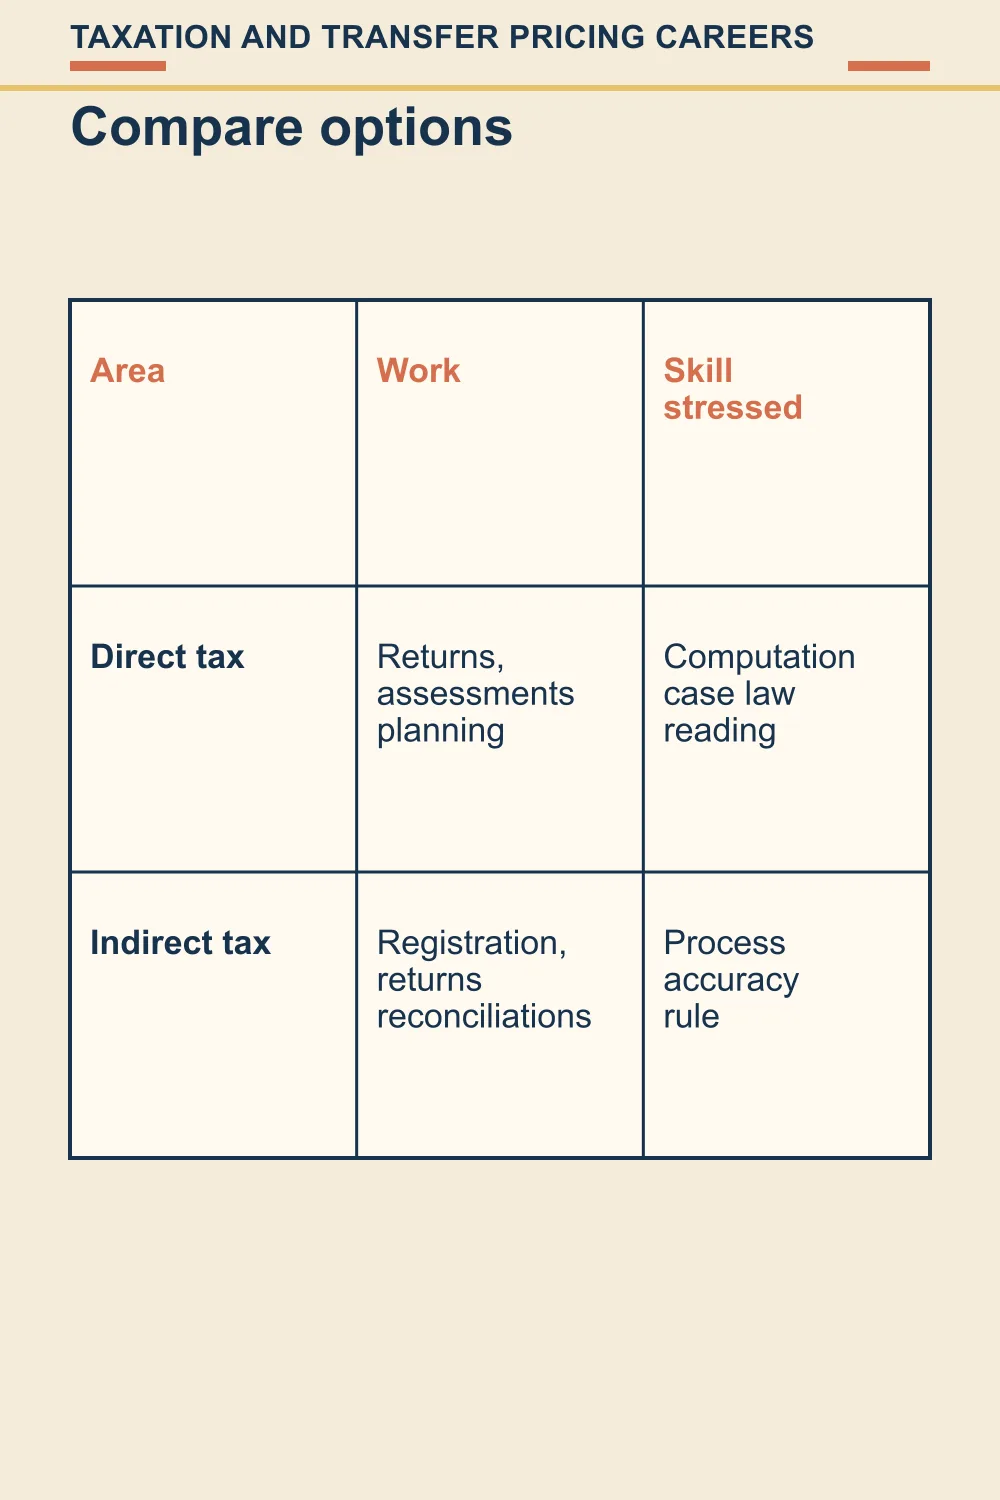 TAXATION AND TRANSFER PRICING CAREERS
Compare options
Area
Work
Skill
stressed
Direct tax
Returns,
assessments
planning
Computation
case law
reading
Indirect tax
Registration,
returns
reconciliations
Process
accuracy
rule